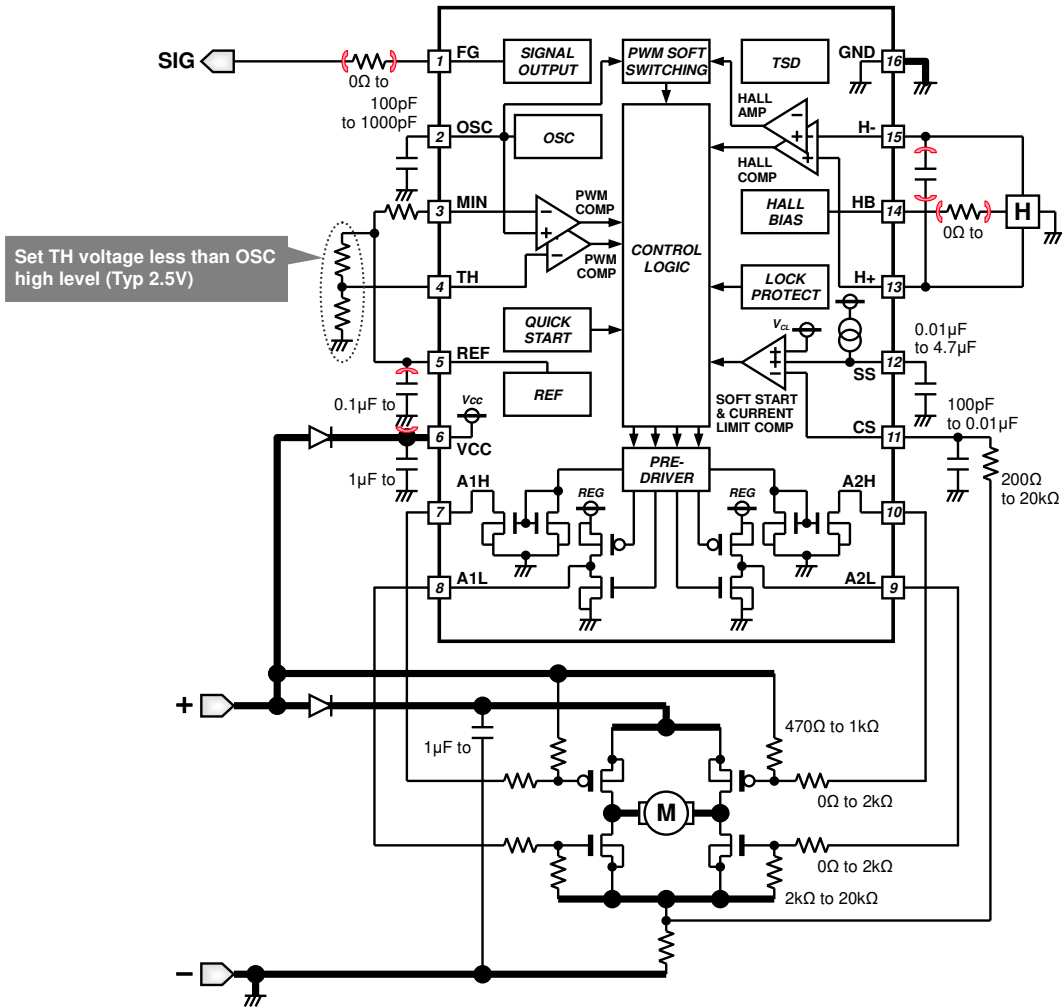 SIG
0Ω to
1
FG
SIGNAL
OUTPUT
PWM SOFT
SWITCHING
TSD
GND
16
100pF
to 1000pF
2
OSC
OSC
HALL
AMP
HALL
COMP
H-
15
3
MIN
PWM
COMP
PWM
COMP
HALL
BIAS
HB
14
0Ω to
H
Set TH voltage less than OSC
high level (Typ 2.5V)
4
TH
CONTROL
LOGIC
LOCK
PROTECT
H+
13
QUICK
START
VCL
SS
12
0.01µF
to 4.7µF
5
REF
REF
SOFT START
& CURRENT
LIMIT COMP
CS
11
100pF
to 0.01µF
0.1µF to
6
VCC
Vcc
1µF to
200Ω
to 20kΩ
PRE-
DRIVER
7
A1H
REG
REG
A2H
10
8
A1L
A2L
9
+
1µF to
470Ω to 1kΩ
0Ω to 2kΩ
M
0Ω to 2kΩ
2kΩ to 20kΩ
−